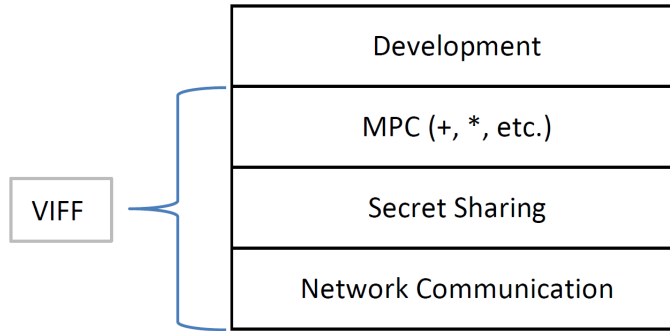 Development
MPC (+, *, etc.)
VIFF
Secret Sharing
Network Communication